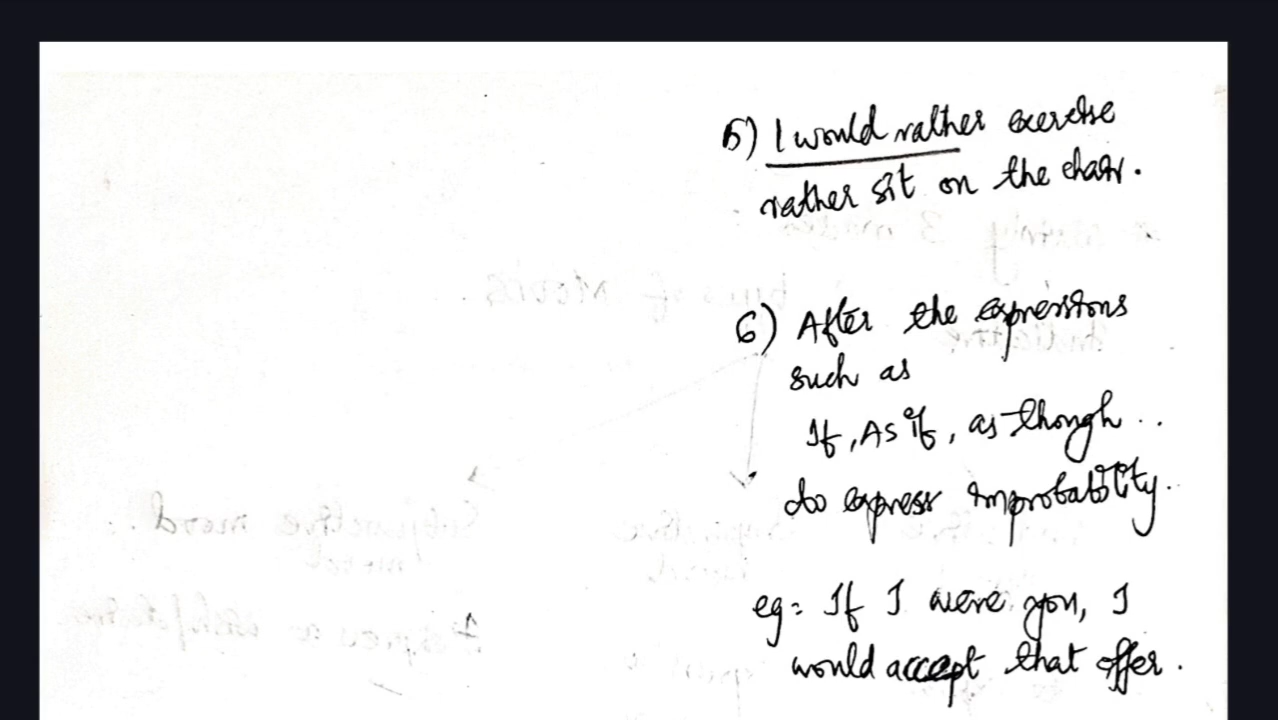 5) I would rather exercise
rather sit on the chair.
6) After the expressions
such as
If, As if, as though ..
to express improbability.
eg: If I were you, I
would accept that offer.